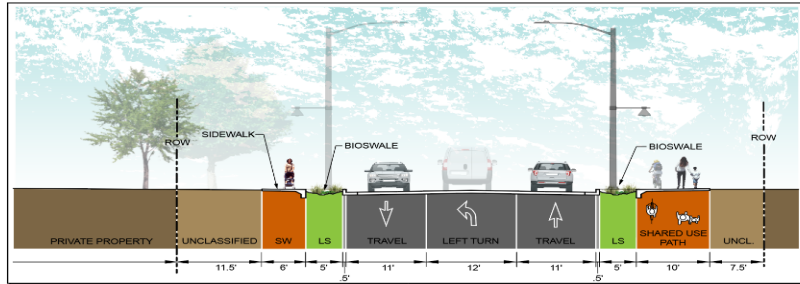 SIDEWALK
ROW
BIOSWALE
BIOSWALE
ROW
PRIVATE PROPERTY
UNCLASSIFIED
SW
LS
TRAVEL
LEFT TURN
TRAVEL
LS
SHARED USE
PATH
UNCL.
11.5'
6'
5'
.5'
11'
12'
11'
.5'
5'
10'
7.5'